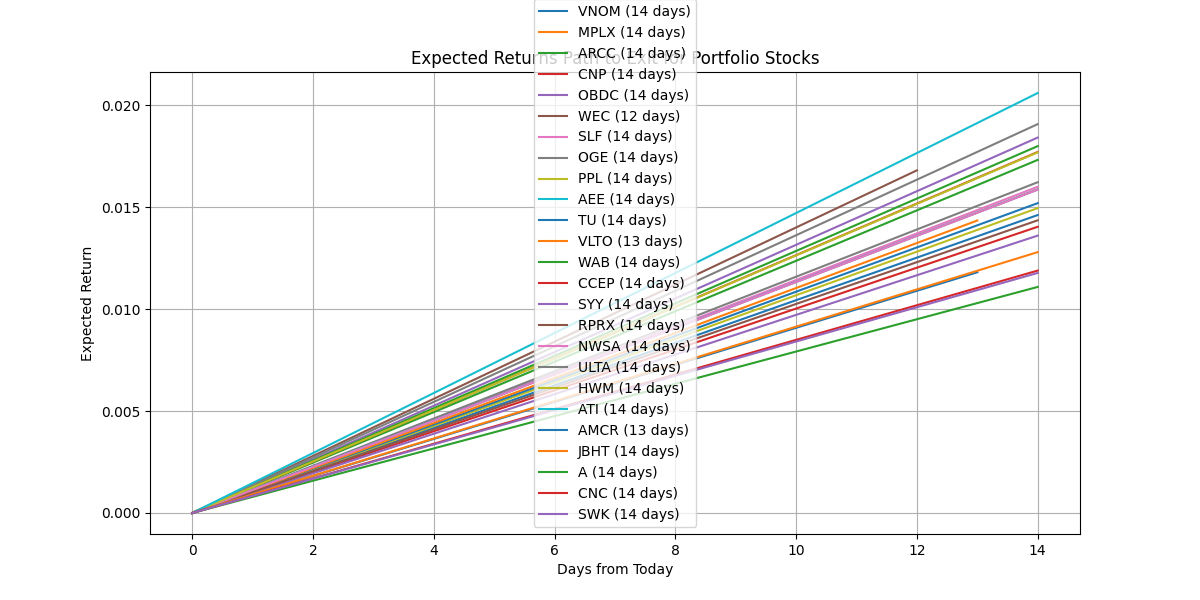 Expected Returns Path to Exit for Portfolio Stocks
Expected Return
0.020
0.015
0.010
0.005
0.000
0 2 4 6 8 10 12 14
Days from Today
VNOM (14 days)
MPLX (14 days)
ARCC (14 days)
CNP (14 days)
OBDC (14 days)
WEC (12 days)
SLF (14 days)
OGE (14 days)
PPL (14 days)
AEE (14 days)
TU (14 days)
VLTO (13 days)
WAB (14 days)
CCEP (14 days)
SYY (14 days)
RPRX (14 days)
NWSA (14 days)
ULTA (14 days)
HWM (14 days)
ATI (14 days)
AMCR (13 days)
JBHT (14 days)
A (14 days)
CNC (14 days)
SWK (14 days)